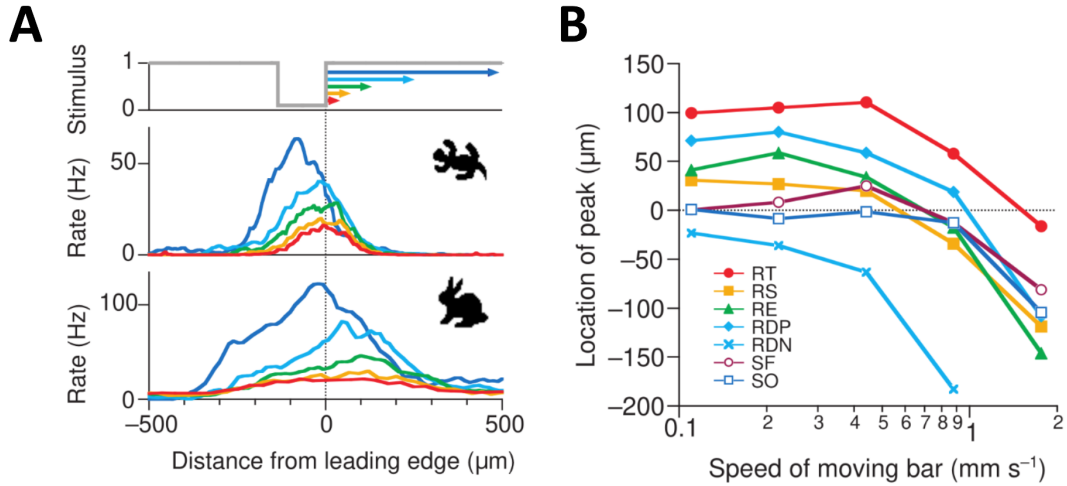 A
Stimulus
1
0
Rate (Hz)
50
0
Rate (Hz)
100
0
−500
0
500
Distance from leading edge (µm)
B
Location of peak (µm)
150
100
50
0
−50
−100
−150
−200
RT
RS
RE
RDP
RDN
SF
SO
0.1
2
3
4
5
6
7
8
9
1
2
Speed of moving bar (mm s⁻¹)